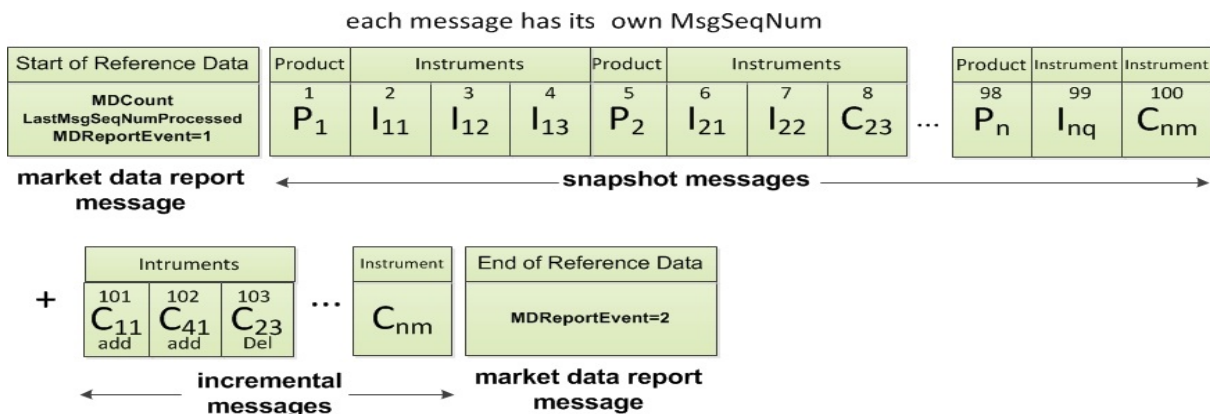 each message has its own MsgSeqNum
Start of Reference Data
MDCount
LastMsgSeqNumProcessed
MDReportEvent=1
Product Instruments Product Instruments Product Instrument Instrument
1 2 3 4 5 6 7 8 98 99 100
P1 I11 I12 I13 P2 I21 I22 C23 ... Pn Inq Cnm
market data report
message
snapshot messages
+
Intruments Instrument End of Reference Data
101 102 103
C11 C41 C23 ... Cnm
add add Del
MDReportEvent=2
incremental
messages
market data report
message